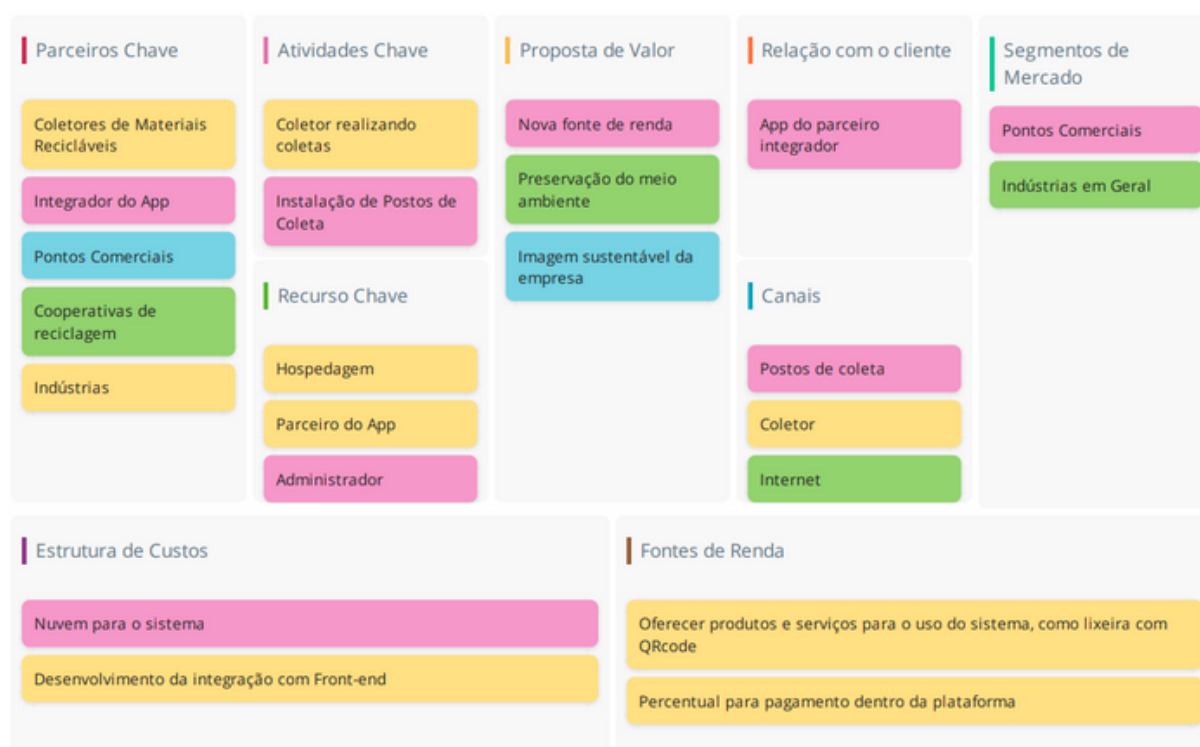 Parceiros Chave
Coletores de Materiais
Recicláveis
Integrador do App
Pontos Comerciais
Cooperativas de
reciclagem
Indústrias
Atividades Chave
Coletor realizando
coletas
Instalação de Postos de
Coleta
Recurso Chave
Hospedagem
Parceiro do App
Administrador
Proposta de Valor
Nova fonte de renda
Preservação do meio
ambiente
Imagem sustentável da
empresa
Relação com o cliente
App do parceiro
integrador
Canais
Postos de coleta
Coletor
Internet
Segmentos de
Mercado
Pontos Comerciais
Indústrias em Geral
Estrutura de Custos
Nuvem para o sistema
Desenvolvimento da integração com Front-end
Fontes de Renda
Oferecer produtos e serviços para o uso do sistema, como lixeira com
QRcode
Percentual para pagamento dentro da plataforma